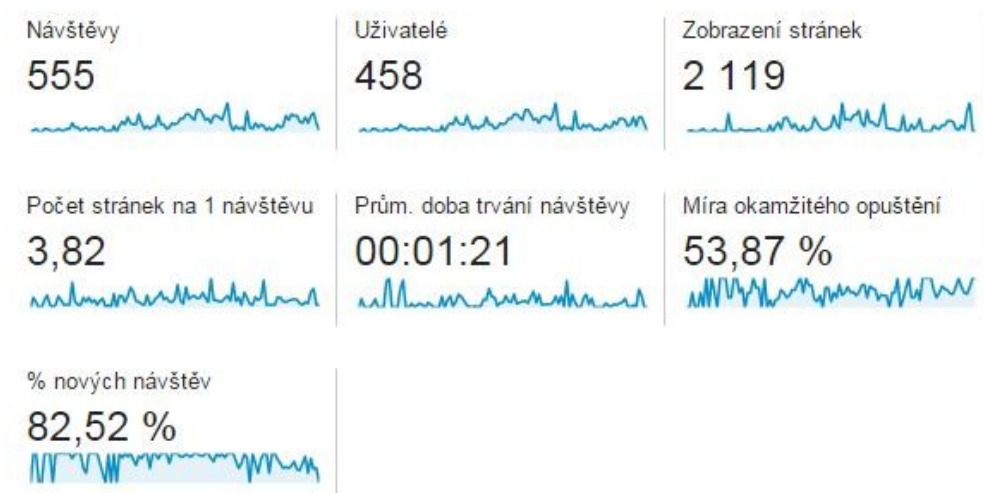 Návštěvy
555
Uživatelé
458
Zobrazení stránek
2 119
Počet stránek na 1 návštěvu
3,82
Prům. doba trvání návštěvy
00:01:21
Míra okamžitého opuštění
53,87 %
% nových návštěv
82,52 %